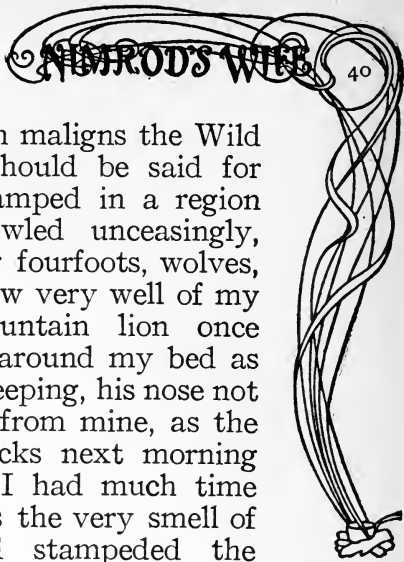 NIMROD'S WIFE
40
maligns the Wild
hould be said for
amped in a region
wled unceasingly,
fourfoots, wolves,
w very well of my
untain lion once
around my bed as
eeping, his nose not
from mine, as the
cks next morning
I had much time
s the very smell of
stampeded the